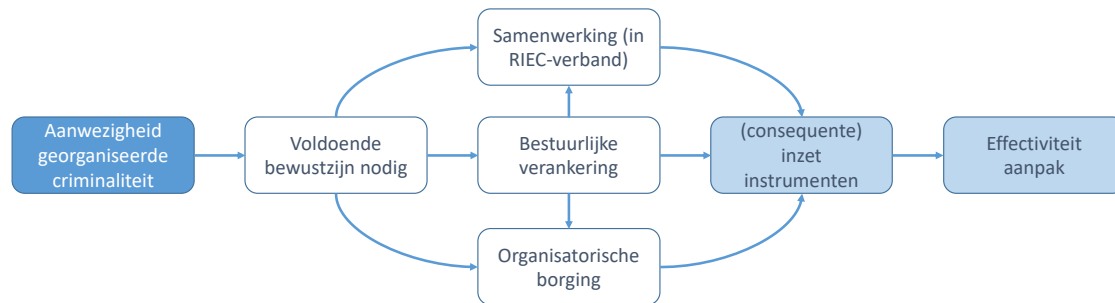 Samenwerking (in
RIEC-verband)
Aanwezigheid
georganiseerde
criminaliteit
Voldoende
bewustzijn nodig
Bestuurlijke
verankering
(consequente)
inzet
instrumenten
Effectiviteit
aanpak
Organisatorische
borging